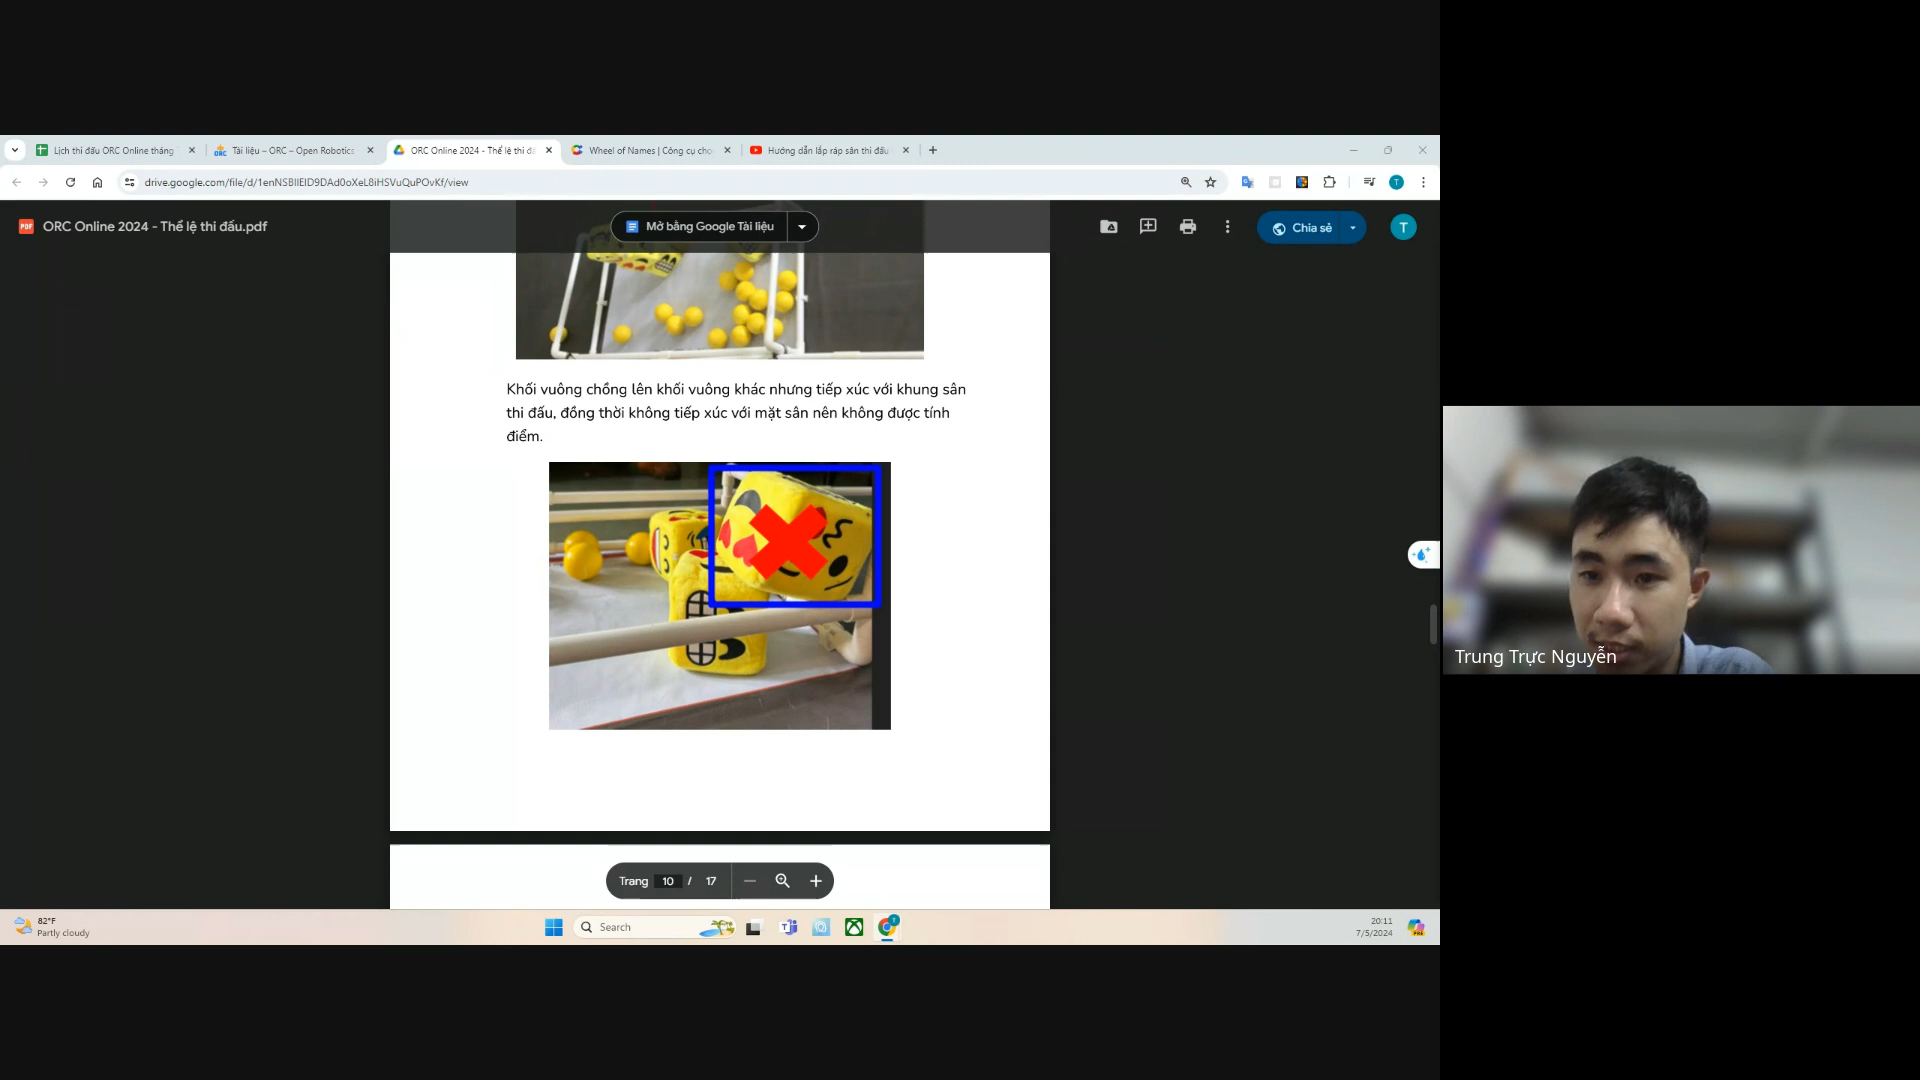 Lịch thi đấu ORC Online tháng
Tài liệu – ORC – Open Robotics
ORC Online 2024 - Thể lệ thi đấ
Wheel of Names | Công cụ cho
Hướng dẫn lắp ráp sân thi đấu
drive.google.com/file/d/1enNSBIIEID9DAd0oXeL8iHSVuQuPOvKf/view
PDF
ORC Online 2024 - Thể lệ thi đấu.pdf
Mở bằng Google Tài liệu
Chia sẻ
T
Khối vuông chồng lên khối vuông khác nhưng tiếp xúc với khung sân
thi đấu, đồng thời không tiếp xúc với mặt sân nên không được tính
điểm.
Trung Trực Nguyễn
Trang 10 / 17
82°F
Partly cloudy
Search
20:11
7/5/2024